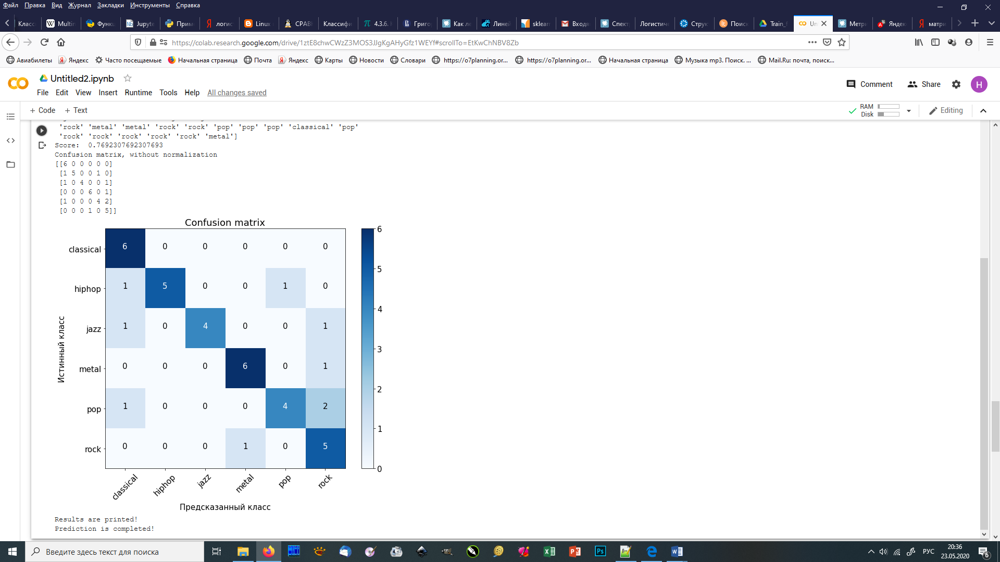 Файл Правка Вид Журнал Закладки Инструменты Справка
Класс Multin Функц Jupyte Прим логис Linux СРАВ Классифи 4.3.6. Григо Как ле Линей sklearn Входя Спект Логистич Струк Поиск Train_ Un Метри Яндек матри
https://colab.research.google.com/drive/1ztE8chwCWzZ3MOS3JJgKgAHyGfz1WEYf#scrollTo=EtKwChNBV8Zb
Авиабилеты Яндекс Часто посещаемые Начальная страница Почта Яндекс Карты Новости Словари https://o7planning.or... https://o7planning.or... Начальная страница Музыка mp3. Поиск. ... Mail.Ru: почта, поиск...
Untitled2.ipynb
Comment Share H
File Edit View Insert Runtime Tools Help All changes saved
+ Code + Text
RAM
Disk
Editing
'rock' 'metal' 'metal' 'rock' 'rock' 'pop' 'pop' 'pop' 'classical' 'pop'
'rock' 'rock' 'rock' 'rock' 'rock' 'metal']
Score: 0.7692307692307693
Confusion matrix, without normalization
[[6 0 0 0 0 0]
[1 5 0 0 1 0]
[1 0 4 0 0 1]
[0 0 0 6 0 1]
[1 0 0 0 4 2]
[0 0 0 1 0 5]]
Confusion matrix
classical 6 0 0 0 0 0
hiphop 1 5 0 0 1 0
jazz 1 0 4 0 0 1
metal 0 0 0 6 0 1
pop 1 0 0 0 4 2
rock 0 0 0 1 0 5
Истинный класс
classical hiphop jazz metal pop rock
Предсказанный класс
6
5
4
3
2
1
0
Results are printed!
Prediction is completed!
Введите здесь текст для поиска
РУС
20:36
23.05.2020
6